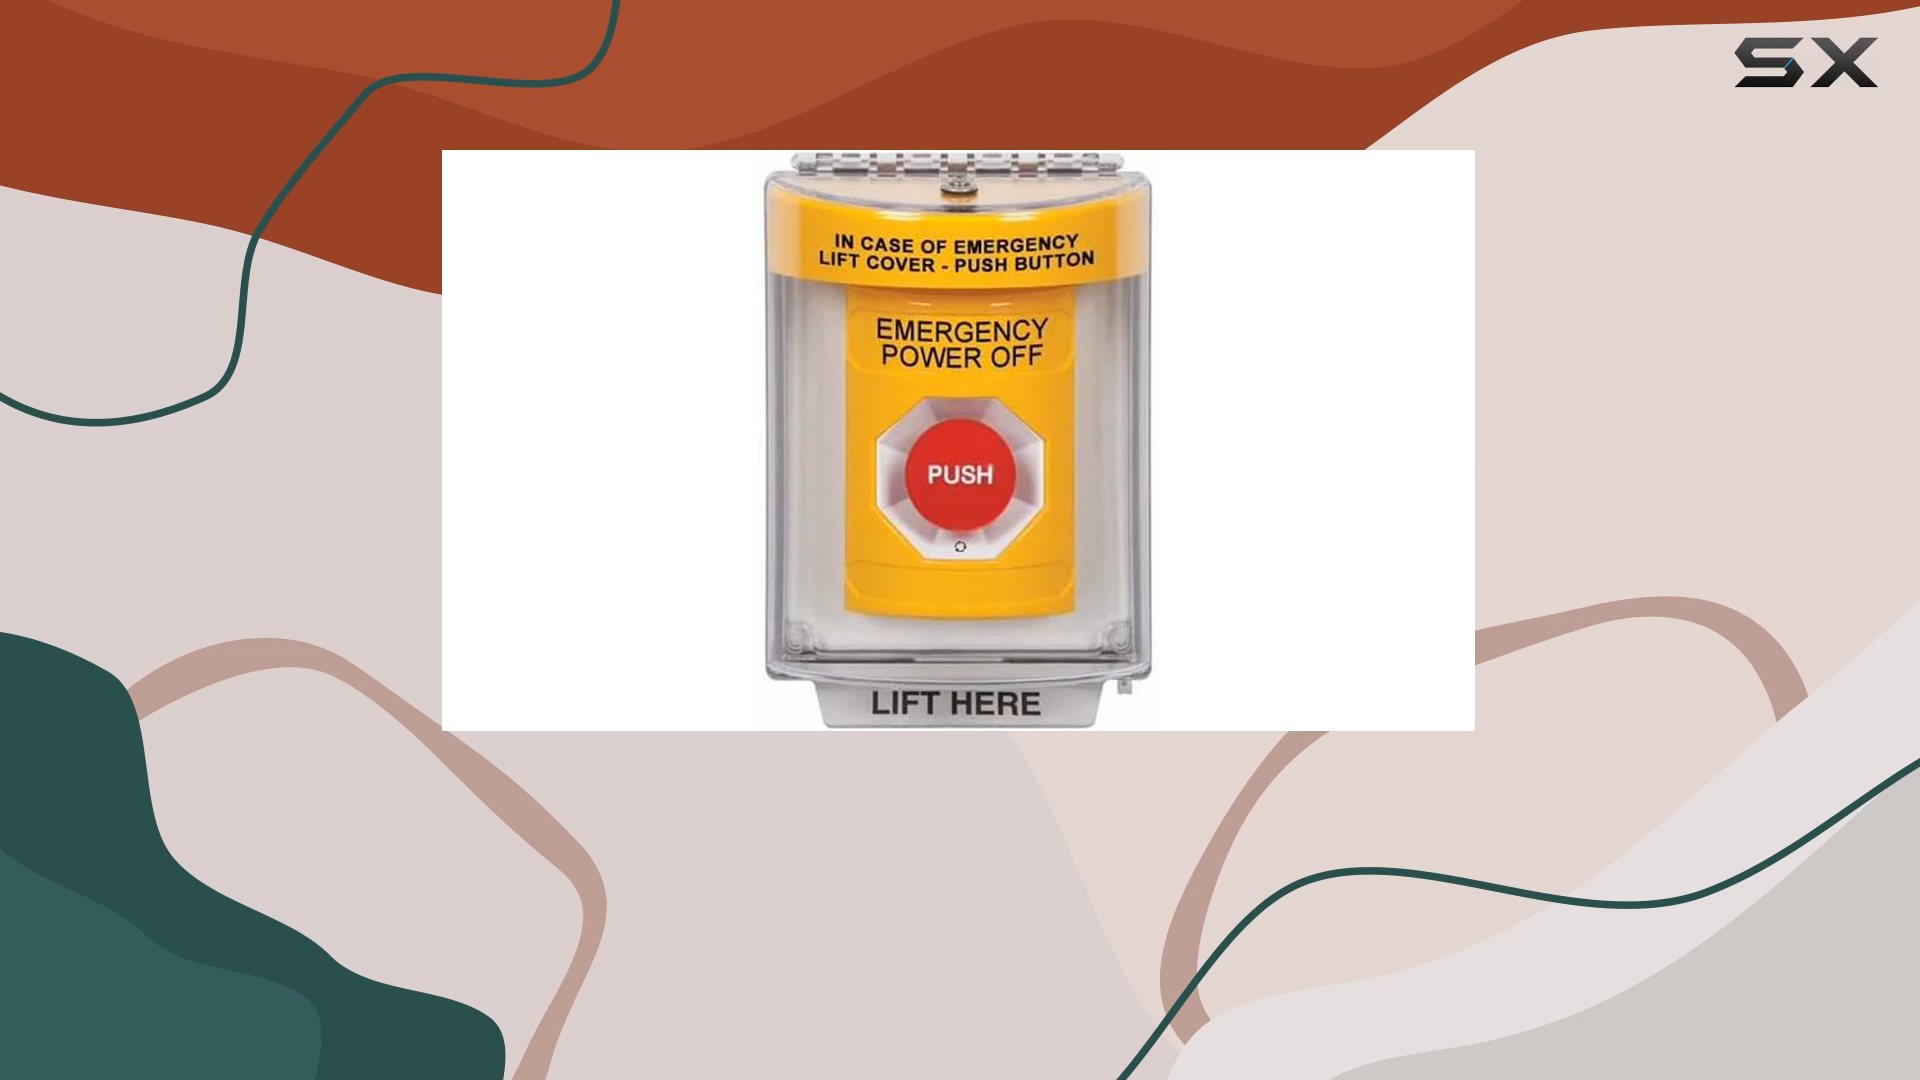 SX
IN CASE OF EMERGENCY
LIFT COVER - PUSH BUTTON
EMERGENCY
POWER OFF
PUSH
LIFT HERE